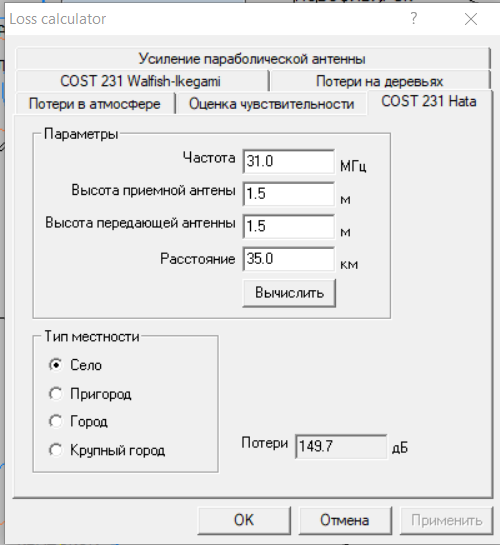 Loss calculator
Усиление параболической антенны
COST 231 Walfish-Ikegami
Потери на деревьях
Потери в атмосфере
Оценка чувствительности
COST 231 Hata
Параметры
Частота 31.0 МГц
Высота приемной антены 1.5 м
Высота передающей антенны 1.5 м
Расстояние 35.0 км
Вычислить
Тип местности
Село
Пригород
Город
Крупный город
Потери 149.7 дБ
OK
Отмена
Применить